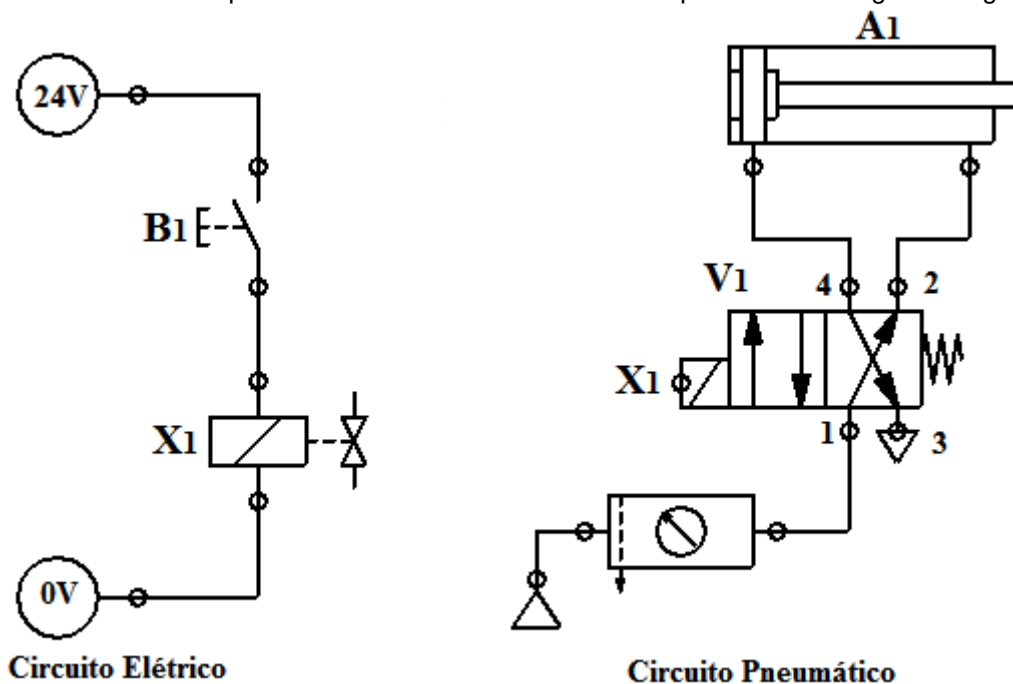 A1
24V
B1
V1
4
2
X1
X1
1
3
0V
Circuito Elétrico
Circuito Pneumático